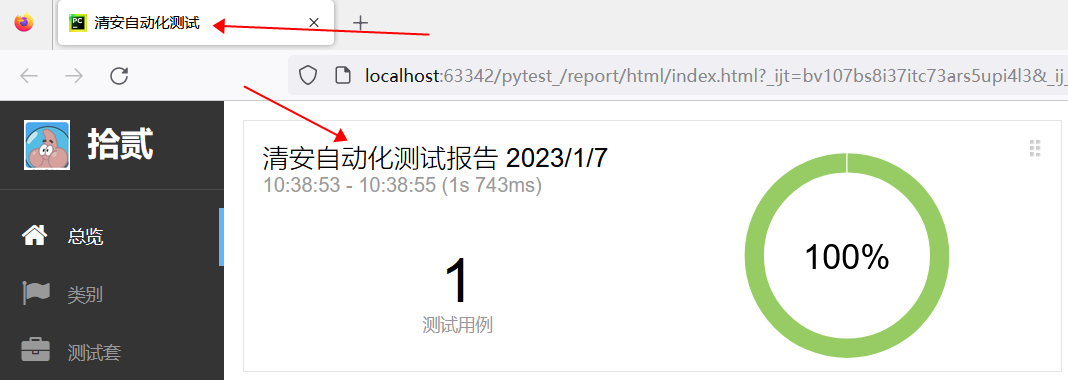 PC 清安自动化测试
localhost:63342/pytest_/report/html/index.html?_ijt=bv107bs8i37itc73ars5upi4l3&_ij_
拾贰
清安自动化测试报告 2023/1/7
10:38:53 - 10:38:55 (1s 743ms)
1
测试用例
100%
总览
类别
测试套